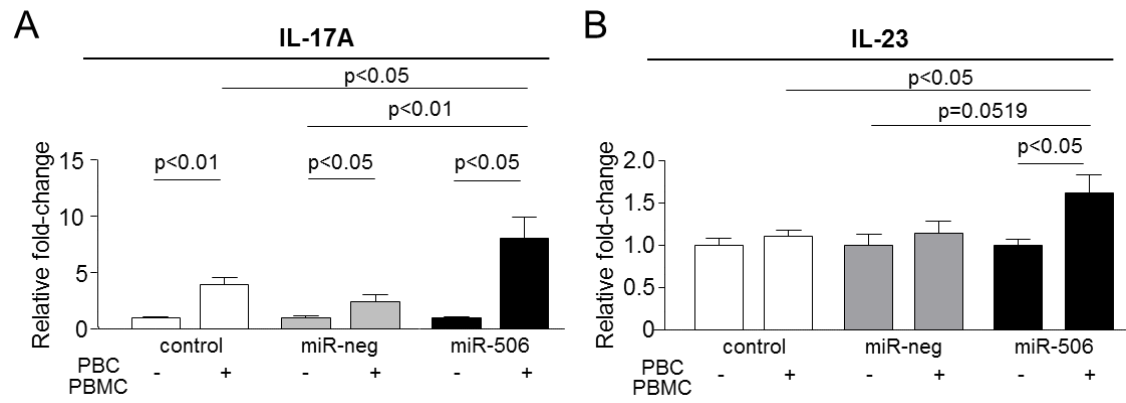 A
IL-17A
p<0.05
p<0.01
p<0.01 p<0.05 p<0.05
Relative fold-change
15
10
5
0
control miR-neg miR-506
PBC
PBMC
- + - + - +
B
IL-23
p<0.05
p=0.0519
p<0.05
Relative fold-change
2.0
1.5
1.0
0.5
0
control miR-neg miR-506
PBC
PBMC
- + - + - +